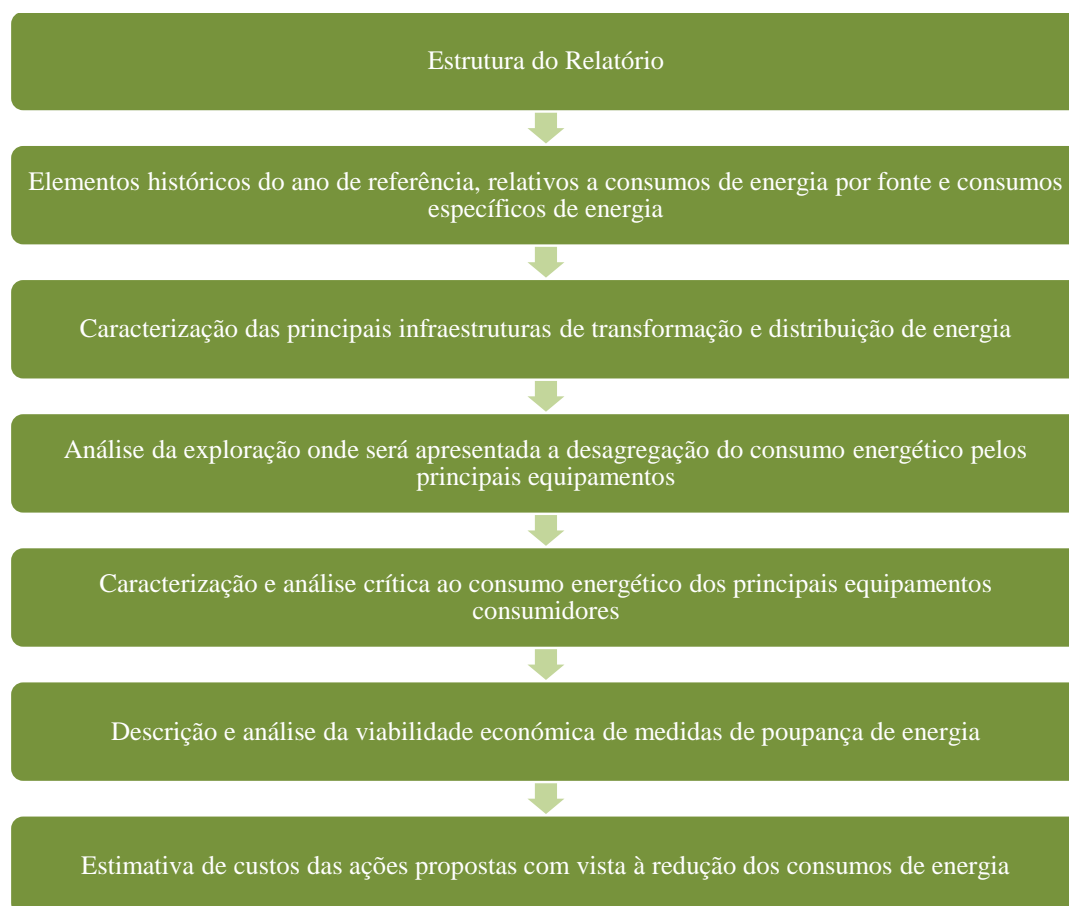 Estrutura do Relatório
Elementos históricos do ano de referência, relativos a consumos de energia por fonte e consumos
específicos de energia
Caracterização das principais infraestruturas de transformação e distribuição de energia
Análise da exploração onde será apresentada a desagregação do consumo energético pelos
principais equipamentos
Caracterização e análise crítica ao consumo energético dos principais equipamentos
consumidores
Descrição e análise da viabilidade económica de medidas de poupança de energia
Estimativa de custos das ações propostas com vista à redução dos consumos de energia